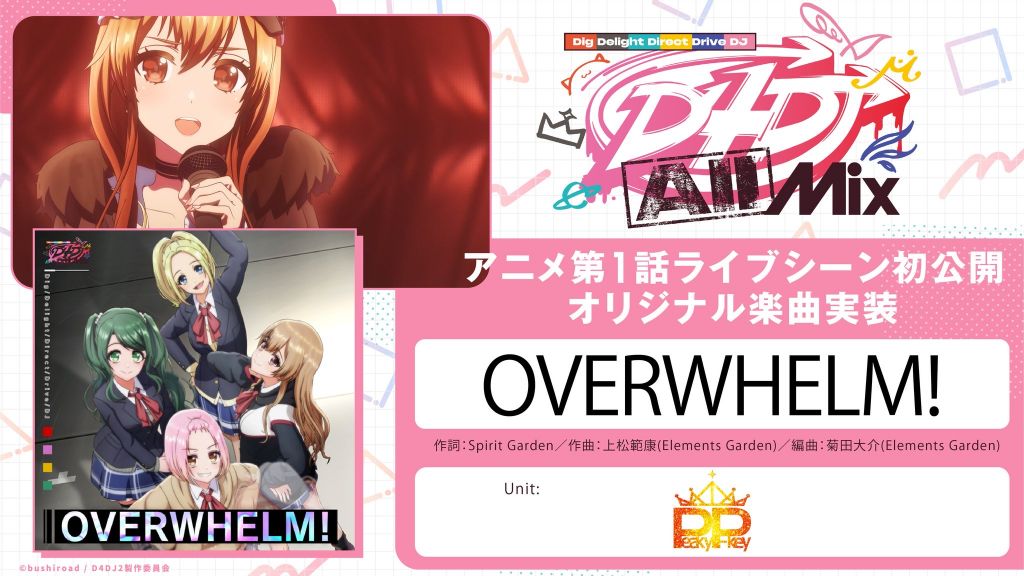 Dig Delight Direct Drive DJ
D4DJ
All Mix
アニメ第1話ライブシーン初公開
オリジナル楽曲実装
OVERWHELM!
作詞：Spirit Garden／作曲：上松範康(Elements Garden)／編曲：菊田大介(Elements Garden)
Unit:
Peaky P-key
D4DJ
Dig/Delight/Direct/Drive/DJ
OVERWHELM!
©bushiroad / D4DJ2製作委員会